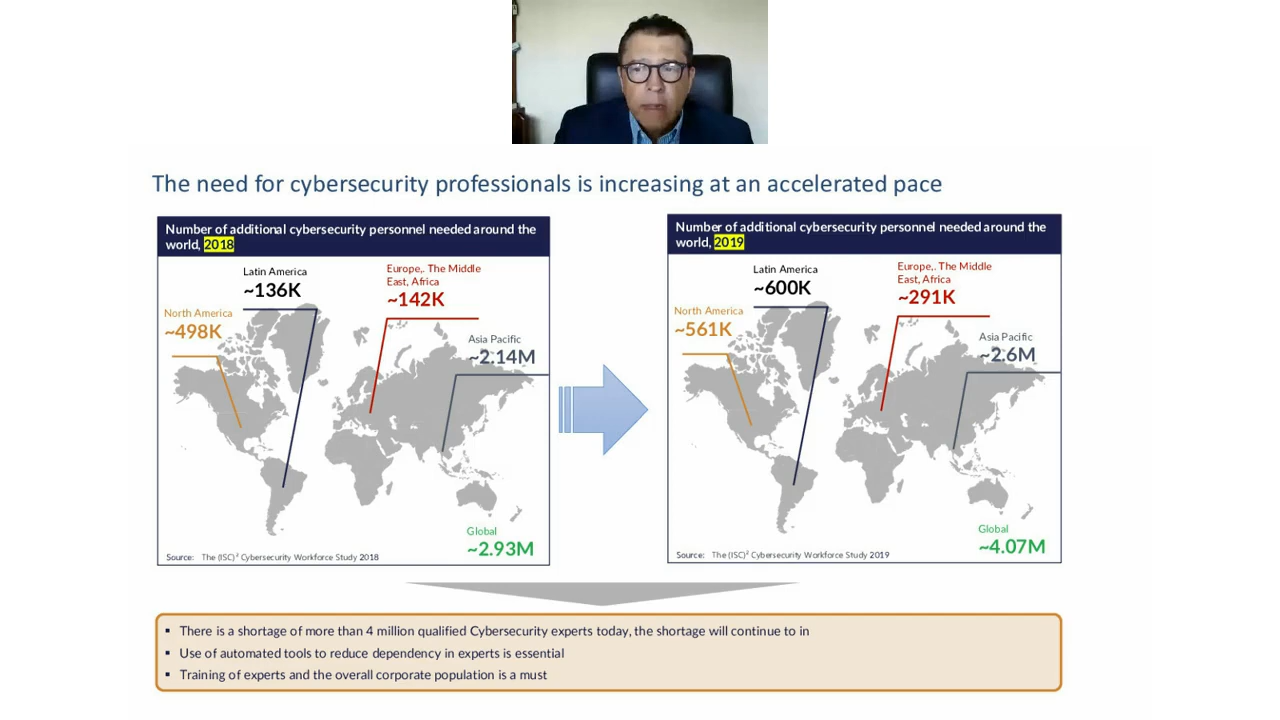 The need for cybersecurity professionals is increasing at an accelerated pace
Number of additional cybersecurity personnel needed around the
world, 2018
Latin America
~136K
Europe,. The Middle
East, Africa
~142K
North America
~498K
Asia Pacific
~2.14M
Global
~2.93M
Source: The (ISC)² Cybersecurity Workforce Study 2018
Number of additional cybersecurity personnel needed around the
world, 2019
Latin America
~600K
Europe,. The Middle
East, Africa
~291K
North America
~561K
Asia Pacific
~2.6M
Global
~4.07M
Source: The (ISC)² Cybersecurity Workforce Study 2019
▪ There is a shortage of more than 4 million qualified Cybersecurity experts today, the shortage will continue to in
▪ Use of automated tools to reduce dependency in experts is essential
▪ Training of experts and the overall corporate population is a must